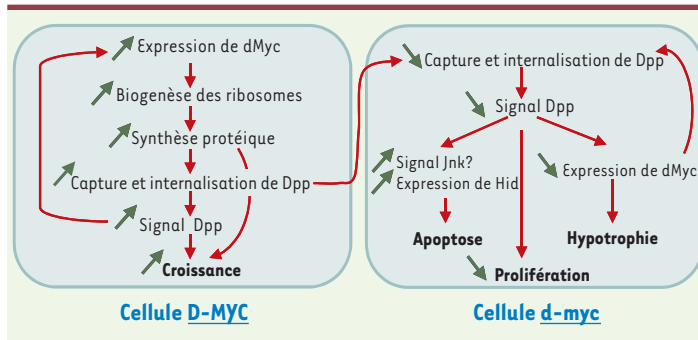 Expression de dMyc
Biogenèse des ribosomes
Synthèse protéique
Capture et internalisation de Dpp
Signal Dpp
Croissance
Cellule D-MYC
Capture et internalisation de Dpp
Signal Dpp
Signal Jnk?
Expression de Hid
Expression de dMyc
Apoptose
Hypotrophie
Prolifération
Cellule d-myc